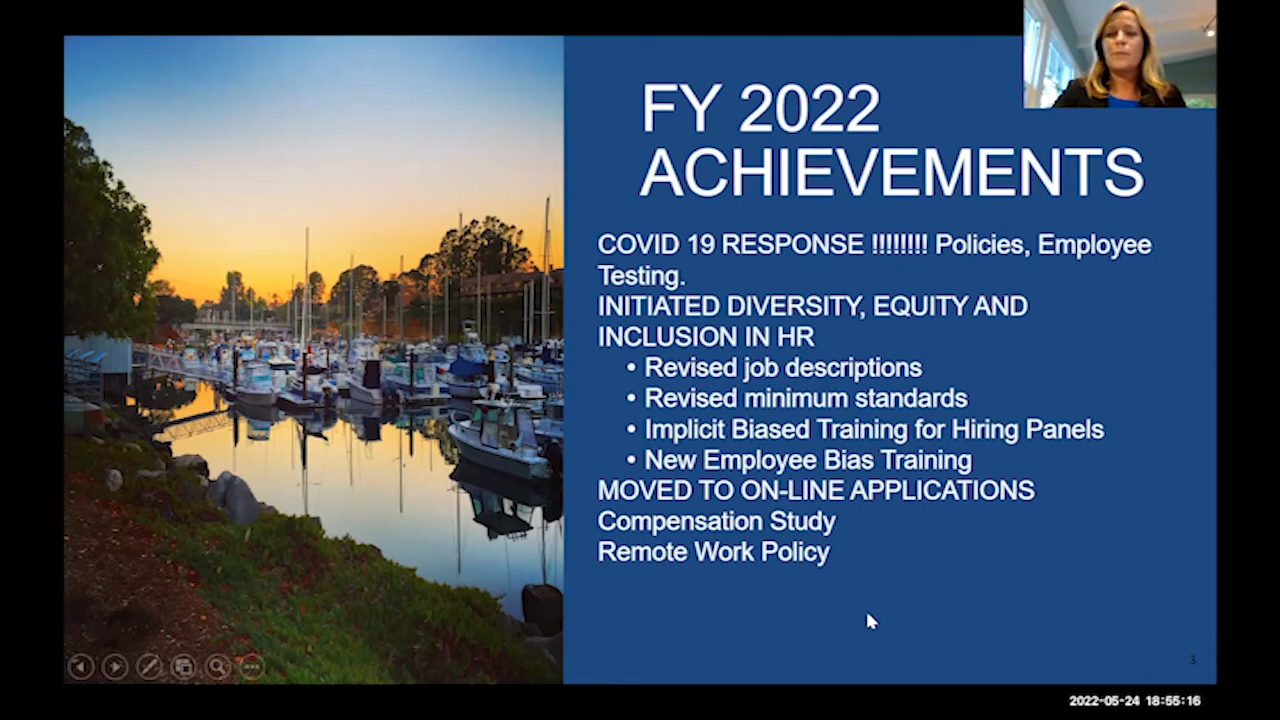 FY 2022
ACHIEVEMENTS
COVID 19 RESPONSE !!!!!!!! Policies, Employee
Testing.
INITIATED DIVERSITY, EQUITY AND
INCLUSION IN HR
• Revised job descriptions
• Revised minimum standards
• Implicit Biased Training for Hiring Panels
• New Employee Bias Training
MOVED TO ON-LINE APPLICATIONS
Compensation Study
Remote Work Policy
3
2022-05-24 18:55:16